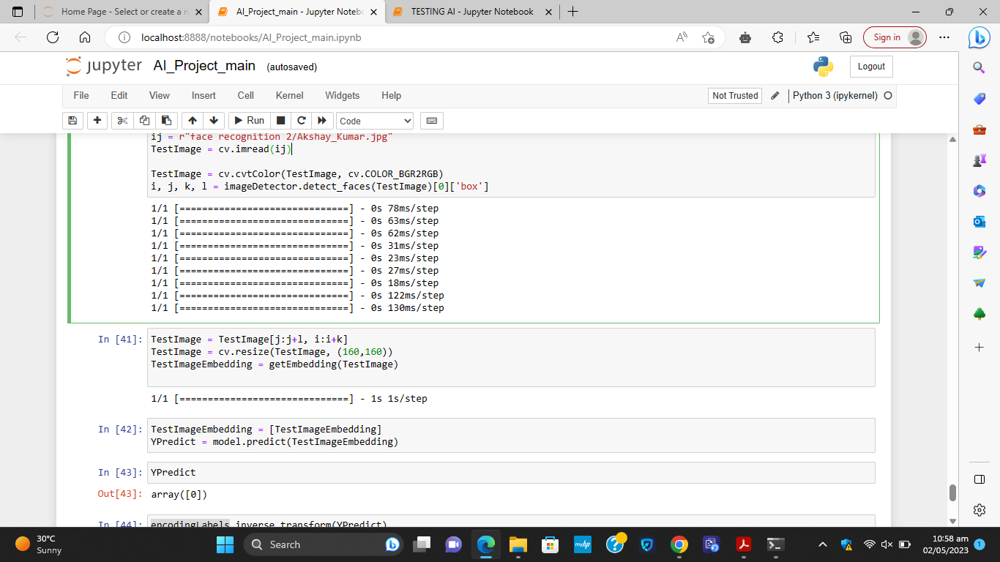 Home Page - Select or create a n
AI_Project_main - Jupyter Notebo
TESTING AI - Jupyter Notebook
localhost:8888/notebooks/AI_Project_main.ipynb
Sign in
jupyter AI_Project_main (autosaved)
Logout
File Edit View Insert Cell Kernel Widgets Help
Not Trusted
Python 3 (ipykernel)
Run
Code
ij = r"face recognition 2/Akshay_Kumar.jpg"
TestImage = cv.imread(ij)
TestImage = cv.cvtColor(TestImage, cv.COLOR_BGR2RGB)
i, j, k, l = imageDetector.detect_faces(TestImage)[0]['box']
1/1 [==============================] - 0s 78ms/step
1/1 [==============================] - 0s 63ms/step
1/1 [==============================] - 0s 62ms/step
1/1 [==============================] - 0s 31ms/step
1/1 [==============================] - 0s 23ms/step
1/1 [==============================] - 0s 27ms/step
1/1 [==============================] - 0s 18ms/step
1/1 [==============================] - 0s 122ms/step
1/1 [==============================] - 0s 130ms/step
In [41]: TestImage = TestImage[j:j+l, i:i+k]
TestImage = cv.resize(TestImage, (160,160))
TestImageEmbedding = getEmbedding(TestImage)
1/1 [==============================] - 1s 1s/step
In [42]: TestImageEmbedding = [TestImageEmbedding]
YPredict = model.predict(TestImageEmbedding)
In [43]: YPredict
Out[43]: array([0])
In [44]: encodingLabels.inverse_transform(YPredict)
30°C
Sunny
Search
myhp
10:58 am
02/05/2023
1